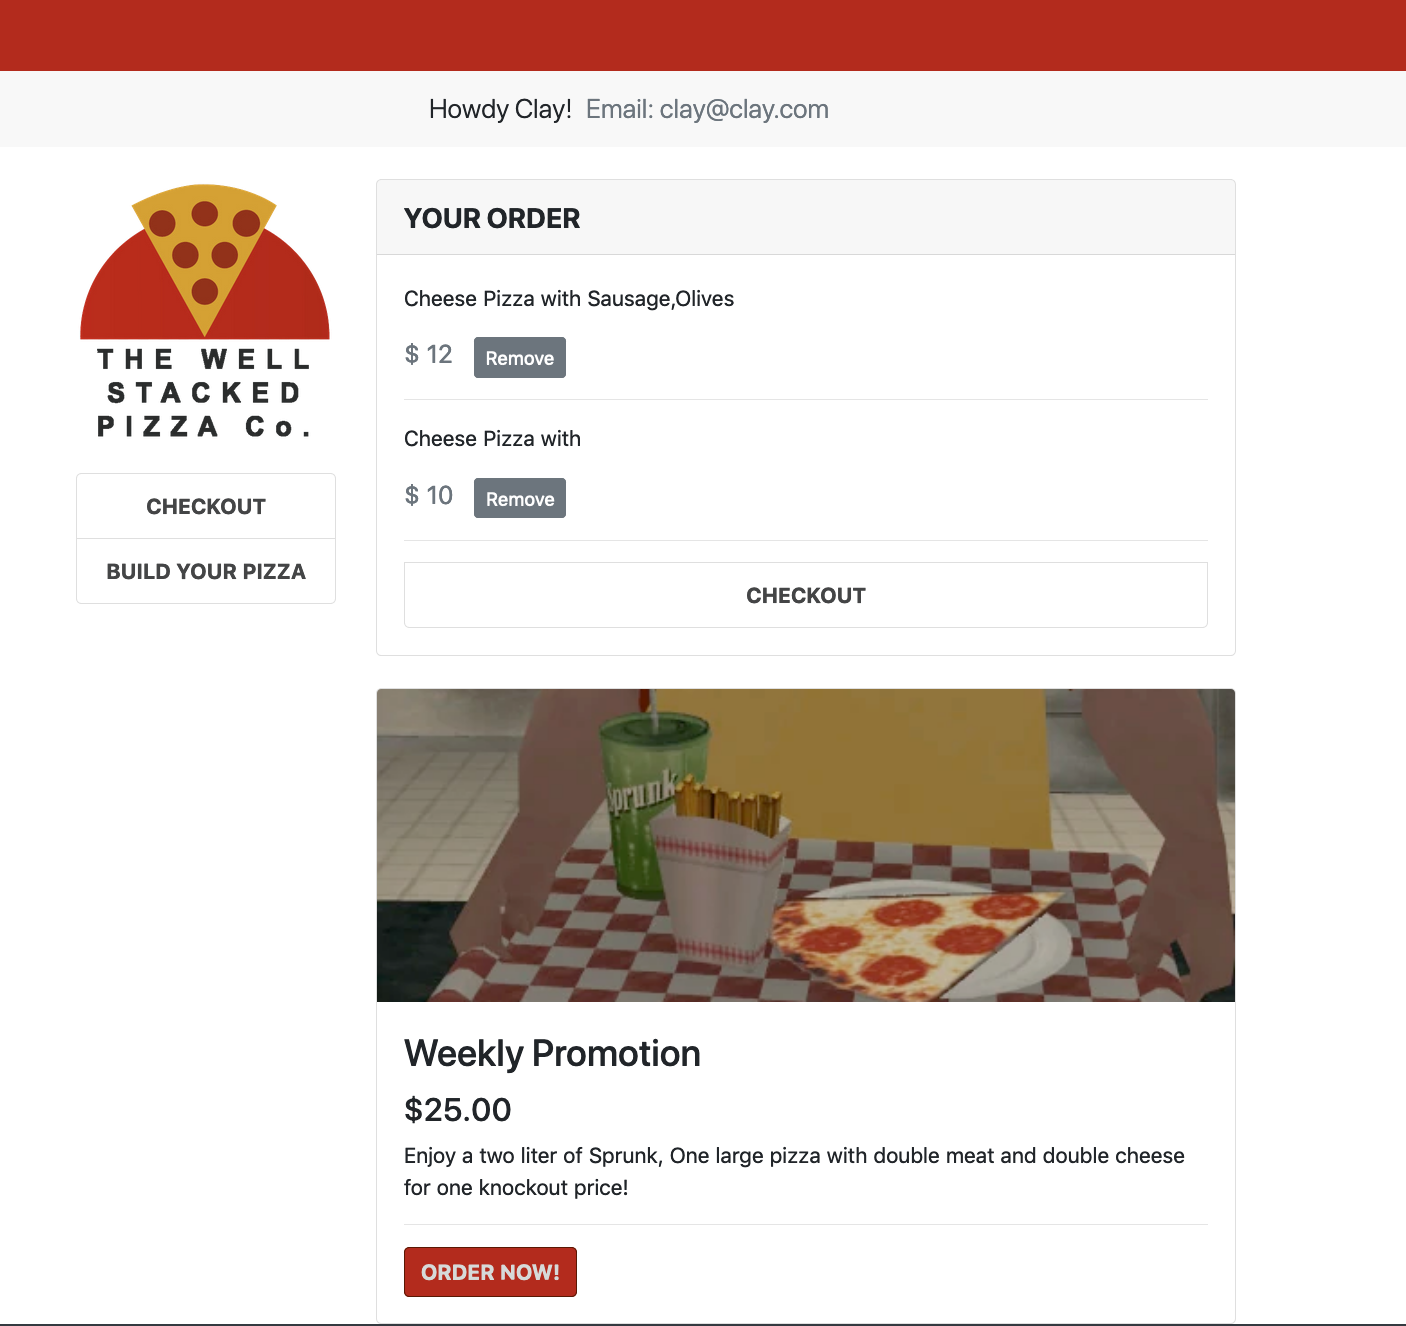 Howdy Clay! Email: clay@clay.com
THE WELL
STACKED
PIZZA Co.
CHECKOUT
BUILD YOUR PIZZA
YOUR ORDER
Cheese Pizza with Sausage,Olives
$ 12 Remove
Cheese Pizza with
$ 10 Remove
CHECKOUT
Sprunk
Weekly Promotion
$25.00
Enjoy a two liter of Sprunk, One large pizza with double meat and double cheese
for one knockout price!
ORDER NOW!